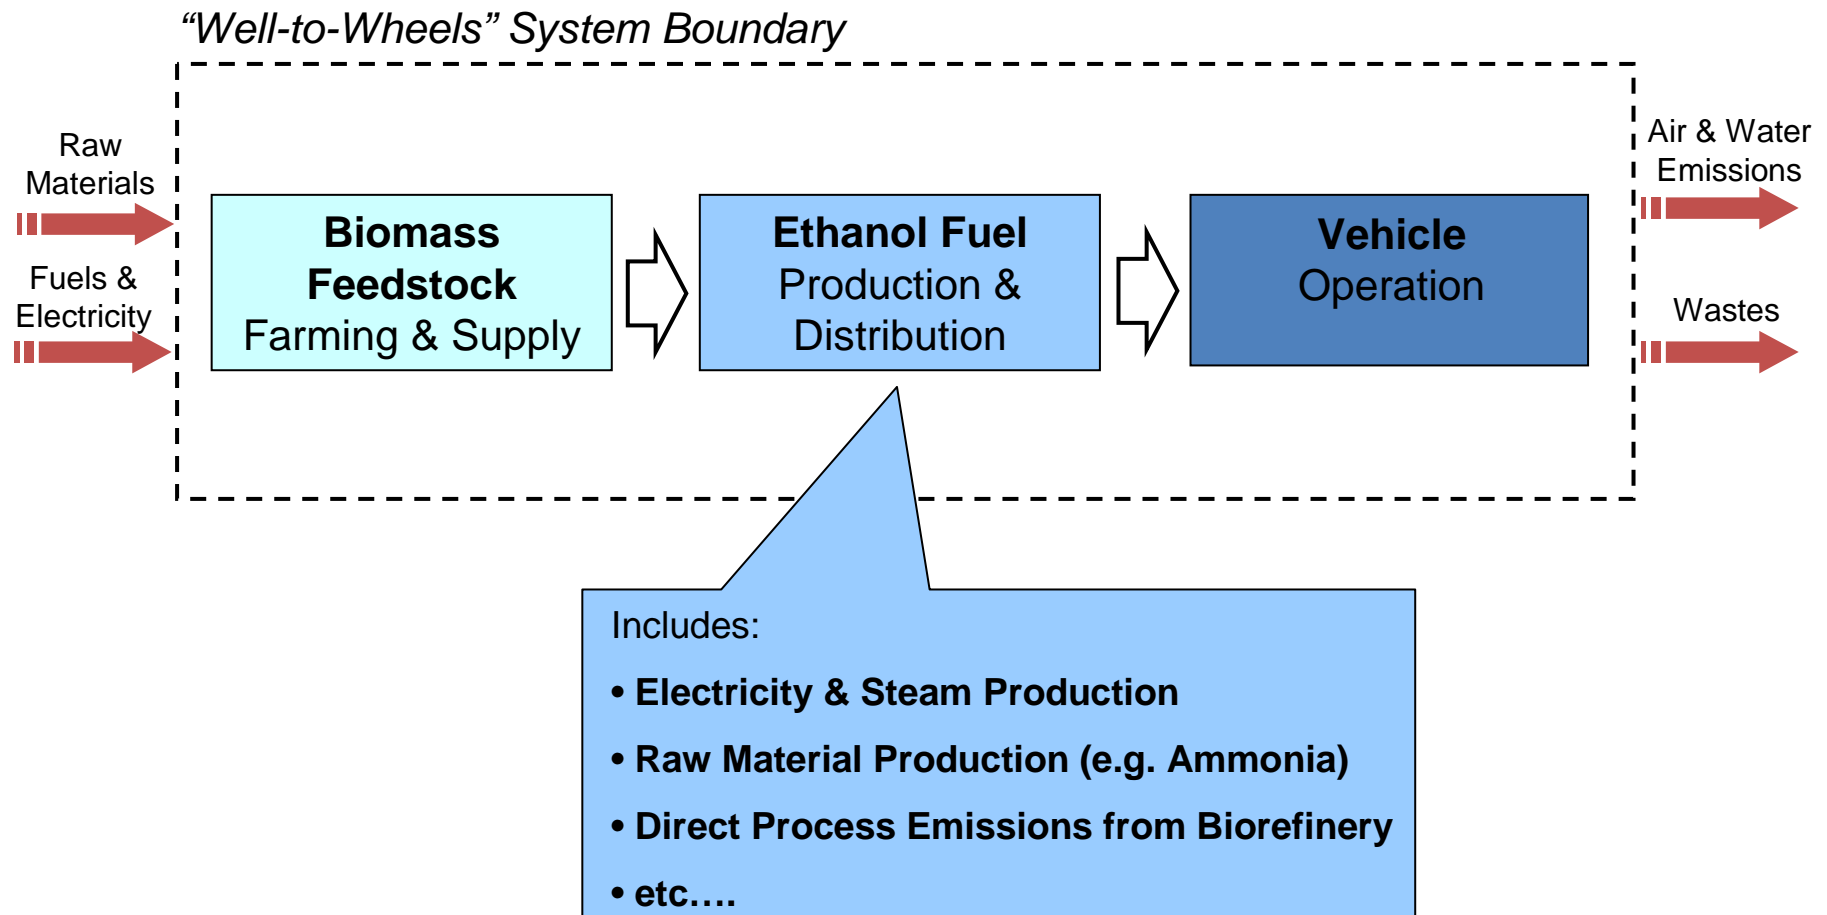 “Well-to-Wheels” System Boundary
Raw
Materials
Fuels &
Electricity
Biomass
Feedstock
Farming & Supply
Ethanol Fuel
Production &
Distribution
Vehicle
Operation
Air & Water
Emissions
Wastes
Includes:
• Electricity & Steam Production
• Raw Material Production (e.g. Ammonia)
• Direct Process Emissions from Biorefinery
• etc….